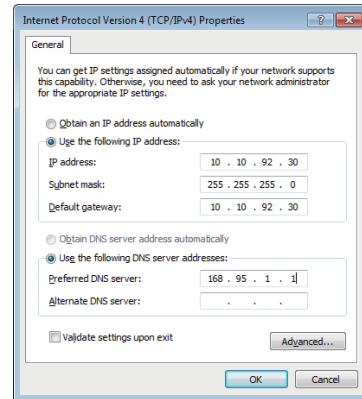 Internet Protocol Version 4 (TCP/IPv4) Properties
General
You can get IP settings assigned automatically if your network supports
this capability. Otherwise, you need to ask your network administrator
for the appropriate IP settings.
Obtain an IP address automatically
Use the following IP address:
IP address: 10 . 10 . 92 . 30
Subnet mask: 255 . 255 . 255 . 0
Default gateway: 10 . 10 . 92 . 30
Obtain DNS server address automatically
Use the following DNS server addresses:
Preferred DNS server: 168 . 95 . 1 . 1
Alternate DNS server: . . .
Validate settings upon exit
Advanced...
OK Cancel